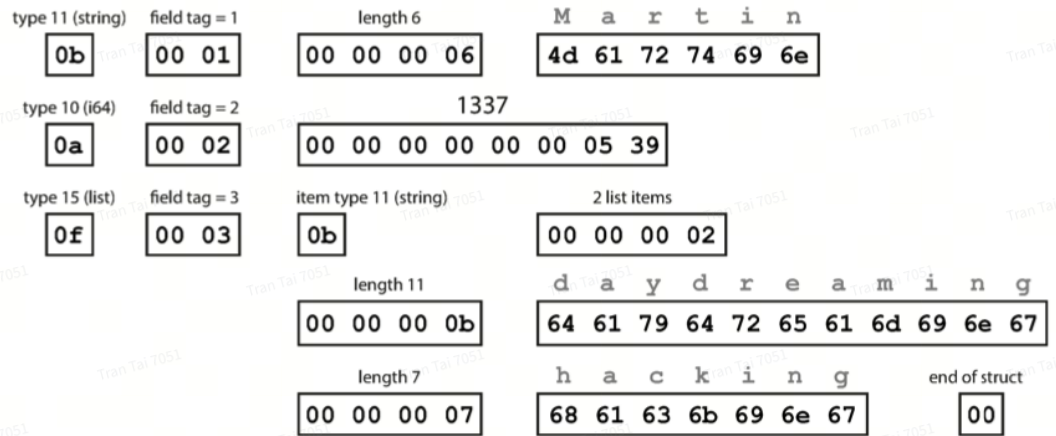 type 11 (string) field tag = 1 length 6 M a r t i n
0b 00 01 00 00 00 06 4d 61 72 74 69 6e
type 10 (i64) field tag = 2 1337
0a 00 02 00 00 00 00 00 00 05 39
type 15 (list) field tag = 3 item type 11 (string) 2 list items
0f 00 03 0b 00 00 00 02
length 11 d a y d r e a m i n g
00 00 00 0b 64 61 79 64 72 65 61 6d 69 6e 67
length 7 h a c k i n g end of struct
00 00 00 07 68 61 63 6b 69 6e 67 00
Tran Tai 7051